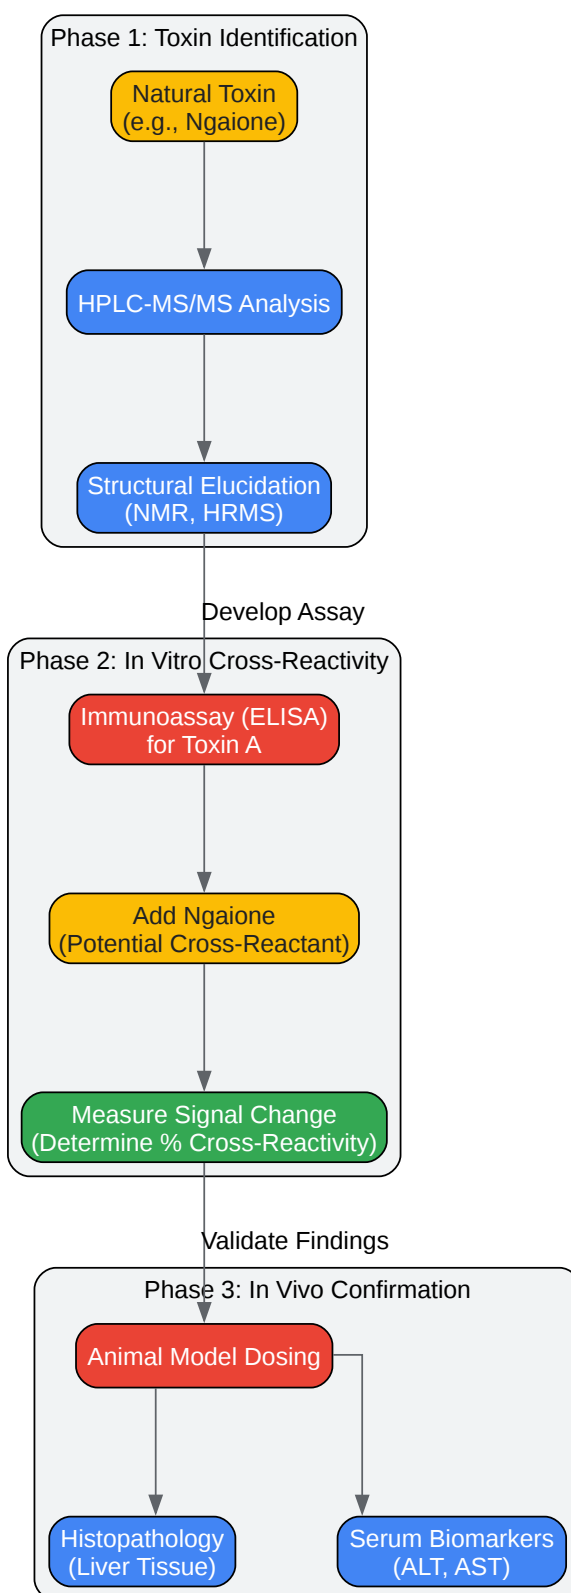 Phase 1: Toxin Identification
Natural Toxin
(e.g., Ngaione)
HPLC-MS/MS Analysis
Structural Elucidation
(NMR, HRMS)
Develop Assay
Phase 2: In Vitro Cross-Reactivity
Immunoassay (ELISA)
for Toxin A
Add Ngaione
(Potential Cross-Reactant)
Measure Signal Change
(Determine % Cross-Reactivity)
Validate Findings
Phase 3: In Vivo Confirmation
Animal Model Dosing
Histopathology
(Liver Tissue)
Serum Biomarkers
(ALT, AST)